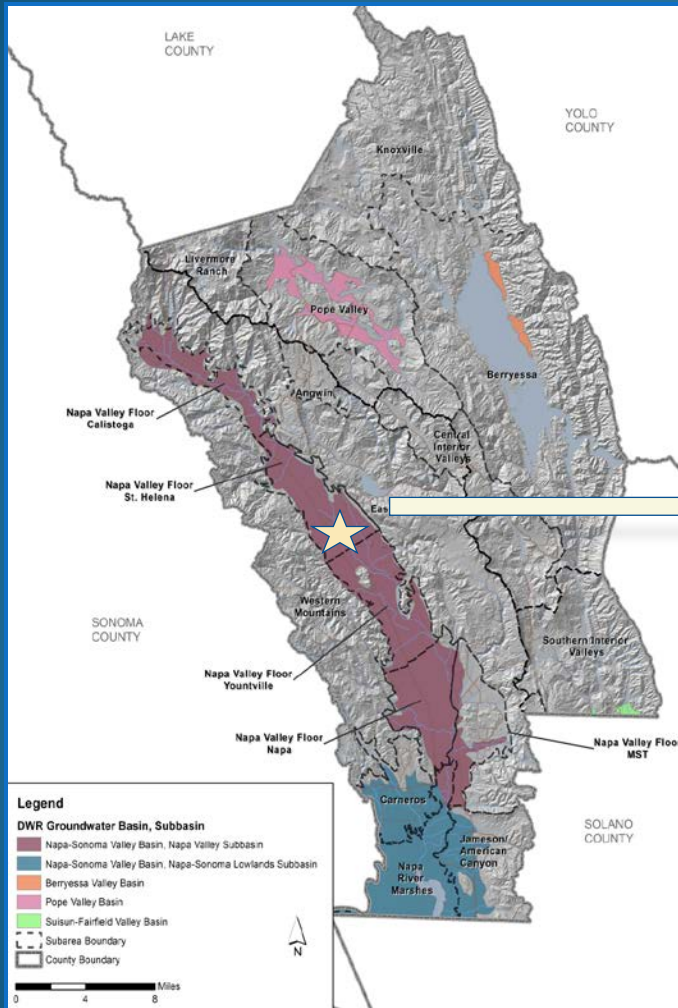 LAKE
COUNTY
YOLO
COUNTY
Knoxville
Livermore
Ranch
Pope Valley
Berryessa
Angwin
Napa Valley Floor
Calistoga
Central
Interior
Valleys
Napa Valley Floor
St. Helena
Western
Mountains
SONOMA
COUNTY
Southern Interior
Valleys
Napa Valley Floor
Yountville
Napa Valley Floor
Napa
Napa Valley Floor
MST
Carneros
SOLANO
COUNTY
Jameson/
American
Canyon
Napa
River
Marshes
Legend
DWR Groundwater Basin, Subbasin
Napa-Sonoma Valley Basin, Napa Valley Subbasin
Napa-Sonoma Valley Basin, Napa-Sonoma Lowlands Subbasin
Berryessa Valley Basin
Pope Valley Basin
Suisun-Fairfield Valley Basin
Subarea Boundary
County Boundary
N
Miles
0 4 8